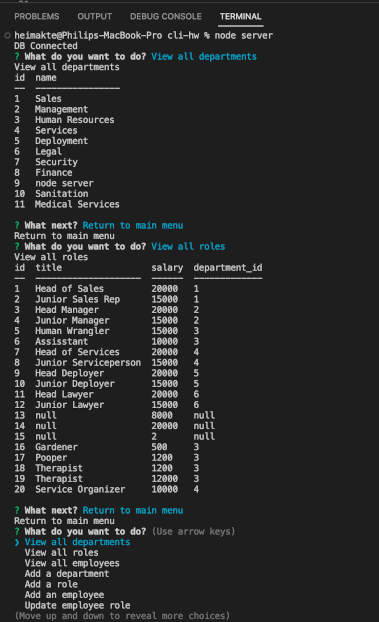 PROBLEMS OUTPUT DEBUG CONSOLE TERMINAL
heimakte@Philips-MacBook-Pro cli-hw % node server
DB Connected
? What do you want to do? View all departments
View all departments
id name
-- ----------------
1 Sales
2 Management
3 Human Resources
4 Services
5 Deployment
6 Legal
7 Security
8 Finance
9 node server
10 Sanitation
11 Medical Services
? What next? Return to main menu
Return to main menu
? What do you want to do? View all roles
View all roles
id title salary department_id
-- -------------------- ------ -------------
1 Head of Sales 20000 1
2 Junior Sales Rep 15000 1
3 Head Manager 20000 2
4 Junior Manager 15000 2
5 Human Wrangler 15000 3
6 Assisstant 10000 3
7 Head of Services 20000 4
8 Junior Serviceperson 15000 4
9 Head Deployer 20000 5
10 Junior Deployer 15000 5
11 Head Lawyer 20000 6
12 Junior Lawyer 15000 6
13 null 8000 null
14 null 20000 null
15 null 2 null
16 Gardener 500 3
17 Pooper 1200 3
18 Therapist 1200 3
19 Therapist 12000 3
20 Service Organizer 10000 4
? What next? Return to main menu
Return to main menu
? What do you want to do? (Use arrow keys)
❯ View all departments
View all roles
View all employees
Add a department
Add a role
Add an employee
Update employee role
(Move up and down to reveal more choices)